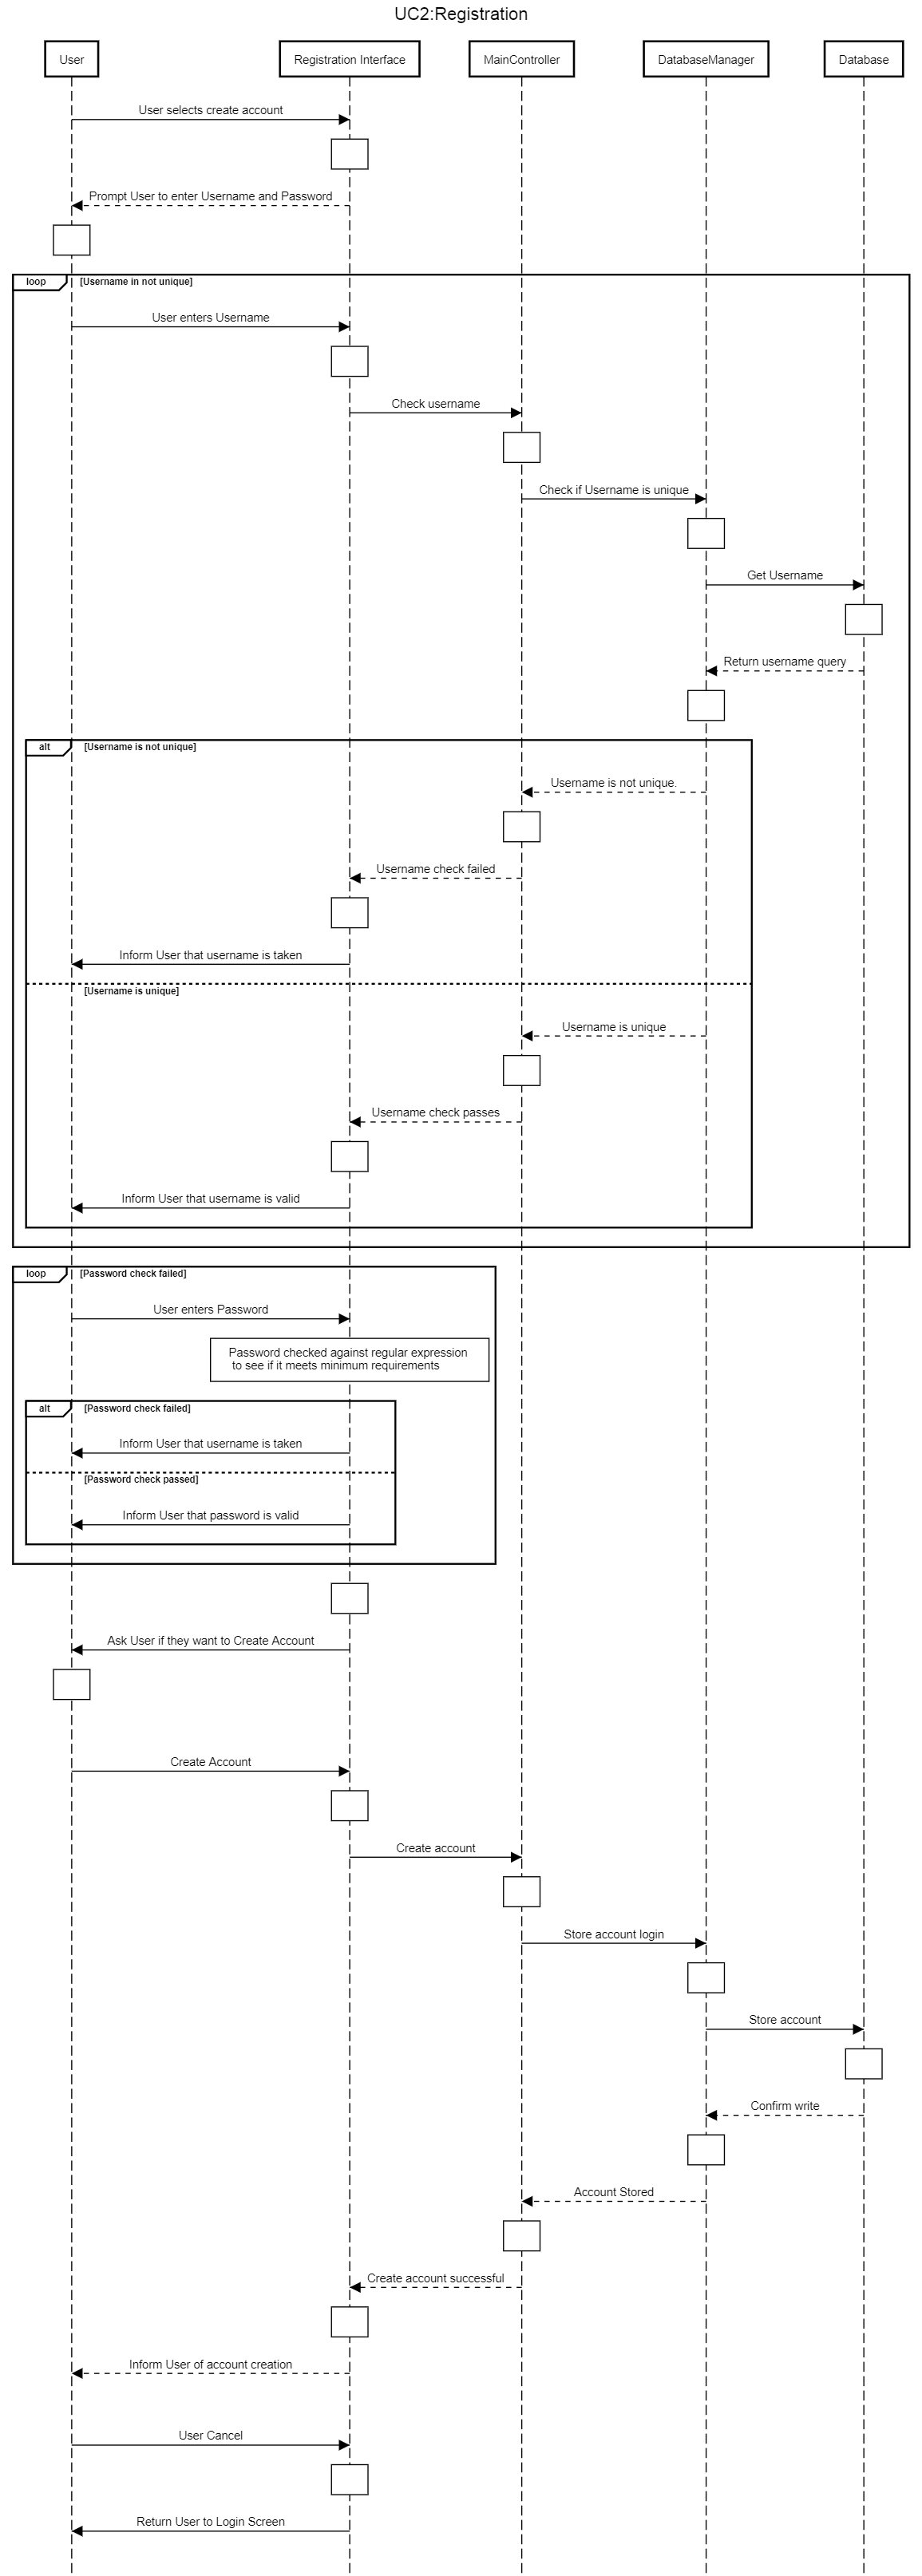 UC2:Registration
User
Registration Interface
MainController
DatabaseManager
Database
User selects create account
Prompt User to enter Username and Password
loop
[Username in not unique]
User enters Username
Check username
Check if Username is unique
Get Username
Return username query
alt
[Username is not unique]
Username is not unique.
Username check failed
Inform User that username is taken
[Username is unique]
Username is unique
Username check passes
Inform User that username is valid
loop
[Password check failed]
User enters Password
Password checked against regular expression
to see if it meets minimum requirements
alt
[Password check failed]
Inform User that username is taken
[Password check passed]
Inform User that password is valid
Ask User if they want to Create Account
Create Account
Create account
Store account login
Store account
Confirm write
Account Stored
Create account successful
Inform User of account creation
User Cancel
Return User to Login Screen